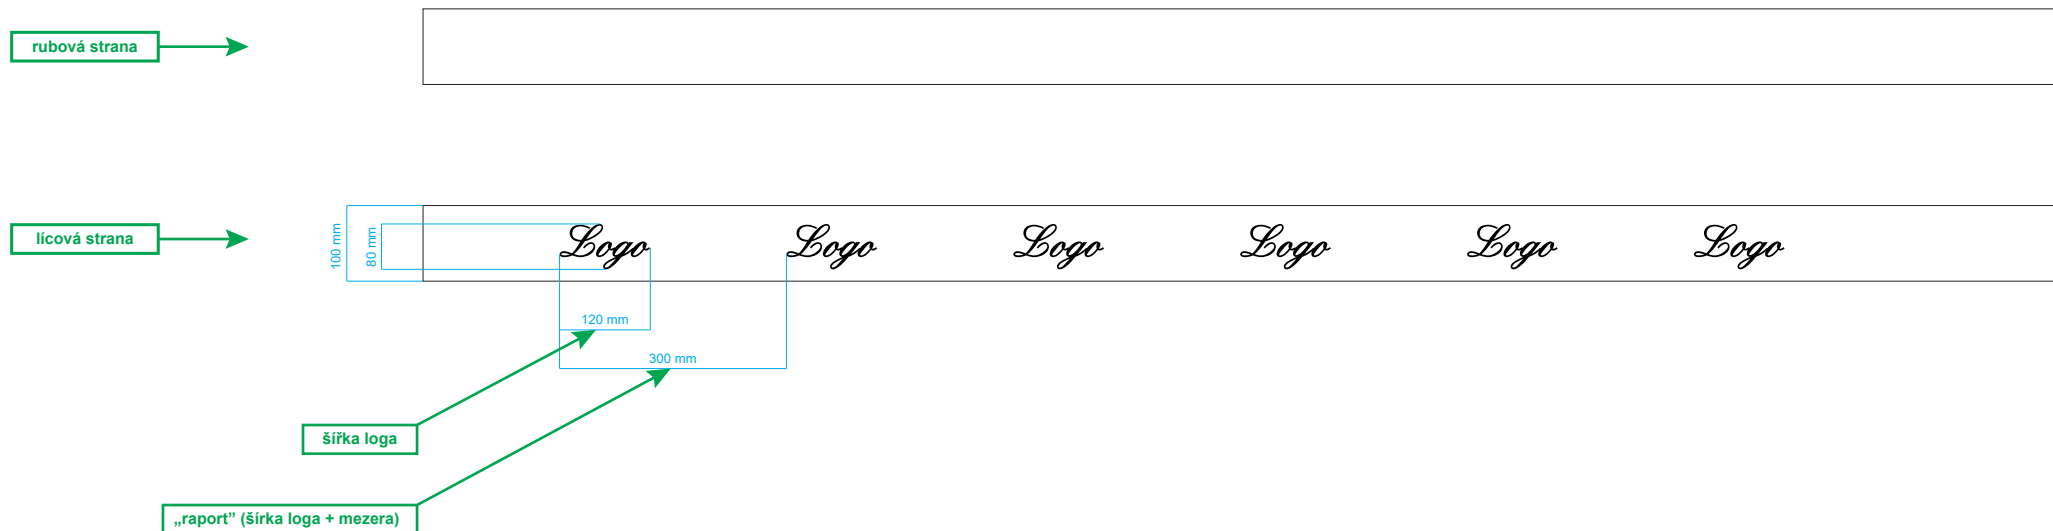 rubová strana
lícová strana
100 mm
80 mm
Logo Logo Logo Logo Logo Logo
120 mm
300 mm
šířka loga
„raport” (šírka loga + mezera)